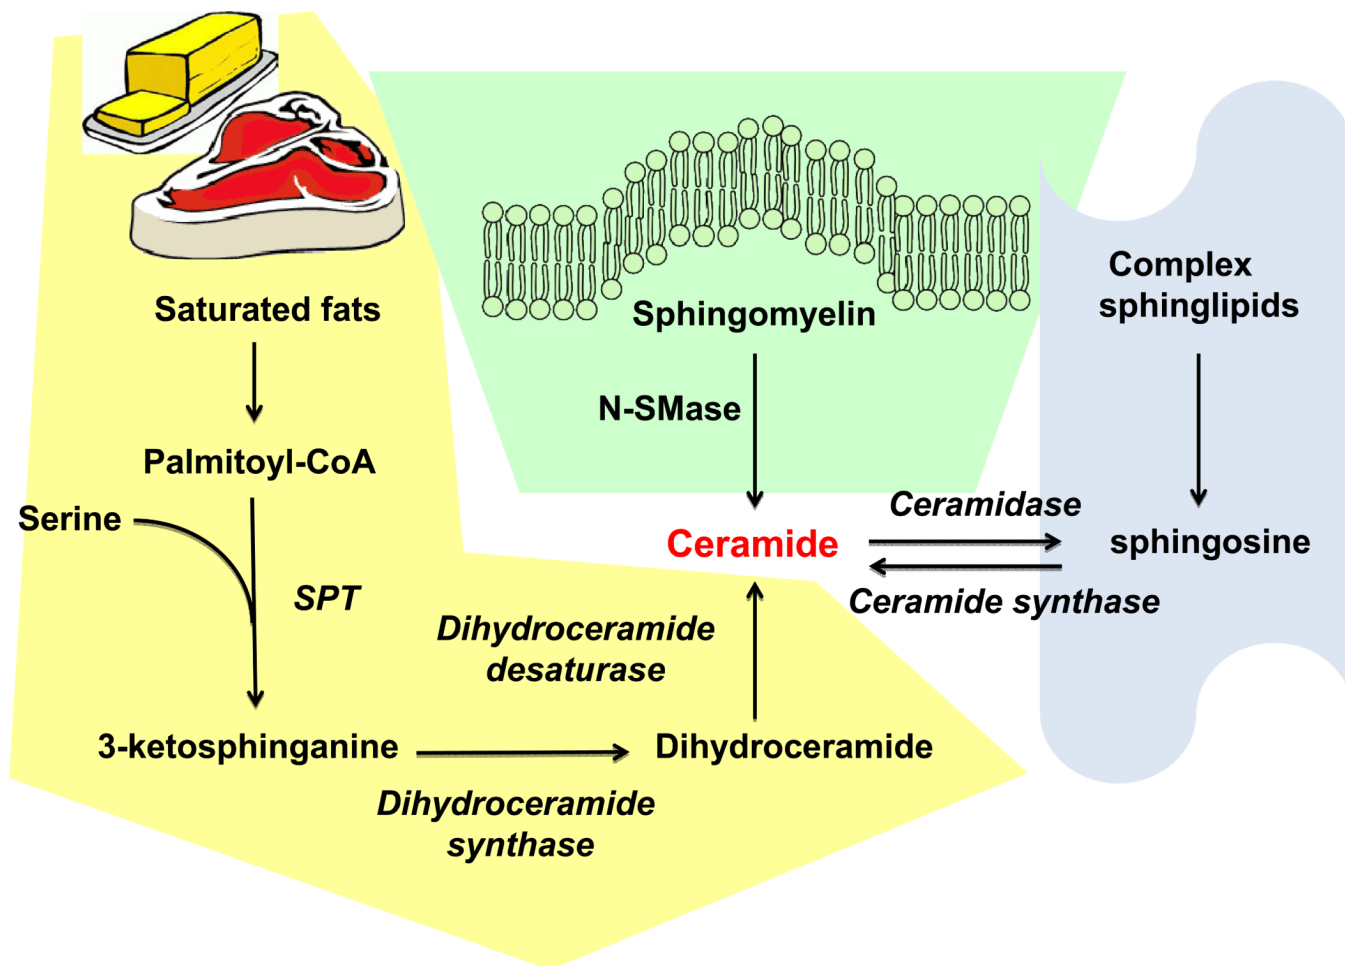 Saturated fats
Palmitoyl-CoA
Serine
SPT
3-ketosphinganine
Dihydroceramide
synthase
Dihydroceramide
Dihydroceramide
desaturase
Sphingomyelin
N-SMase
Ceramide
Ceramidase
Ceramide synthase
Complex
sphinglipids
sphingosine